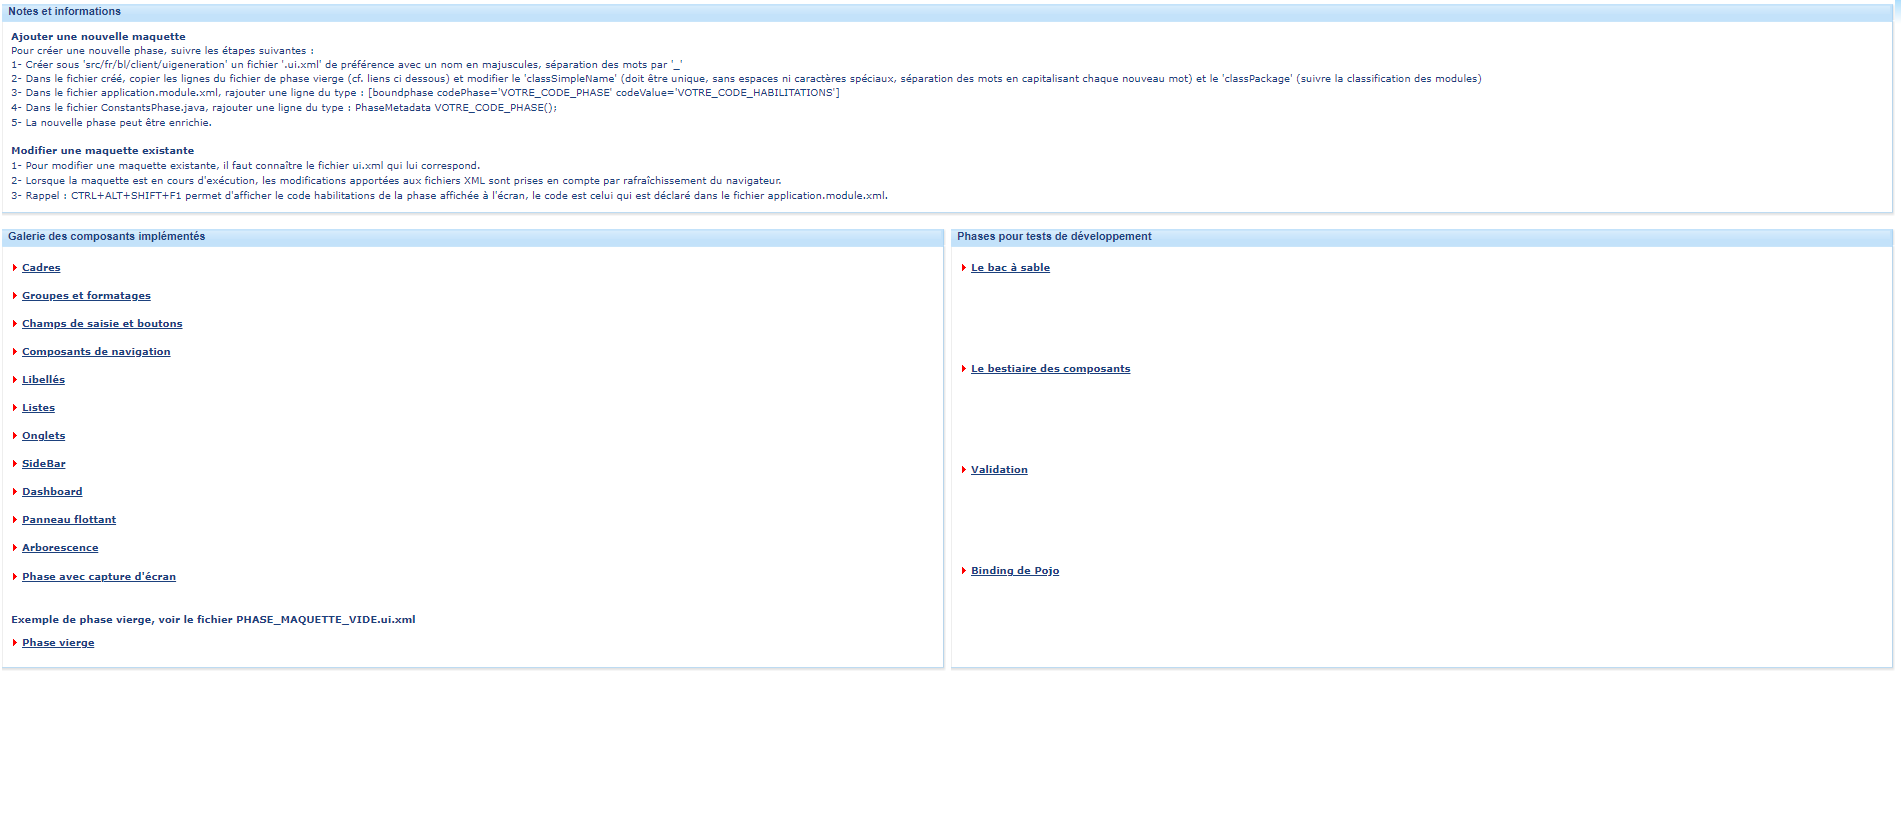 Notes et informations
Ajouter une nouvelle maquette
Pour créer une nouvelle phase, suivre les étapes suivantes :
1- Créer sous 'src/fr/bl/client/uigeneration' un fichier '.ui.xml' de préférence avec un nom en majuscules, séparation des mots par '_'
2- Dans le fichier créé, copier les lignes du fichier de phase vierge (cf. liens ci dessous) et modifier le 'classSimpleName' (doit être unique, sans espaces ni caractères spéciaux, séparation des mots en capitalisant chaque nouveau mot) et le 'classPackage' (suivre la classification des modules)
3- Dans le fichier application.module.xml, rajouter une ligne du type : [boundphase codePhase='VOTRE_CODE_PHASE' codeValue='VOTRE_CODE_HABILITATIONS']
4- Dans le fichier ConstantsPhase.java, rajouter une ligne du type : PhaseMetadata VOTRE_CODE_PHASE();
5- La nouvelle phase peut être enrichie.
Modifier une maquette existante
1- Pour modifier une maquette existante, il faut connaître le fichier ui.xml qui lui correspond.
2- Lorsque la maquette est en cours d'exécution, les modifications apportées aux fichiers XML sont prises en compte par rafraîchissement du navigateur.
3- Rappel : CTRL+ALT+SHIFT+F1 permet d'afficher le code habilitations de la phase affichée à l'écran, le code est celui qui est déclaré dans le fichier application.module.xml.
Galerie des composants implémentés
Cadres
Groupes et formatages
Champs de saisie et boutons
Composants de navigation
Libellés
Listes
Onglets
SideBar
Dashboard
Panneau flottant
Arborescence
Phase avec capture d'écran
Exemple de phase vierge, voir le fichier PHASE_MAQUETTE_VIDE.ui.xml
Phase vierge
Phases pour tests de développement
Le bac à sable
Le bestiaire des composants
Validation
Binding de Pojo